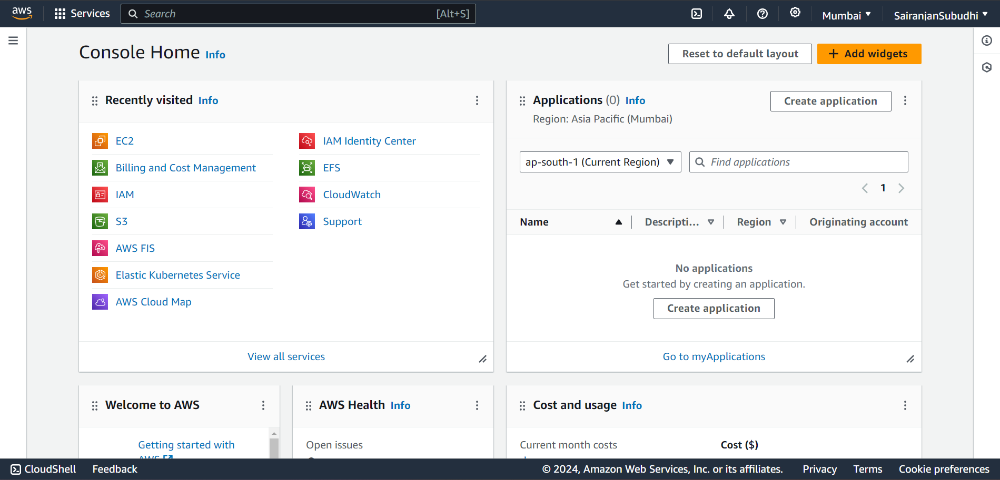 aws Services Search [Alt+S] Mumbai SairanjanSubudhi
Console Home Info
Reset to default layout
Add widgets
Recently visited Info
EC2
Billing and Cost Management
IAM
S3
AWS FIS
Elastic Kubernetes Service
AWS Cloud Map
IAM Identity Center
EFS
CloudWatch
Support
View all services
Applications (0) Info
Region: Asia Pacific (Mumbai)
Create application
ap-south-1 (Current Region)
Find applications
1
Name Descripti... Region Originating account
No applications
Get started by creating an application.
Create application
Go to myApplications
Welcome to AWS
Getting started with
AWS
AWS Health Info
Open issues
Cost and usage Info
Current month costs
Cost ($)
CloudShell Feedback © 2024, Amazon Web Services, Inc. or its affiliates. Privacy Terms Cookie preferences